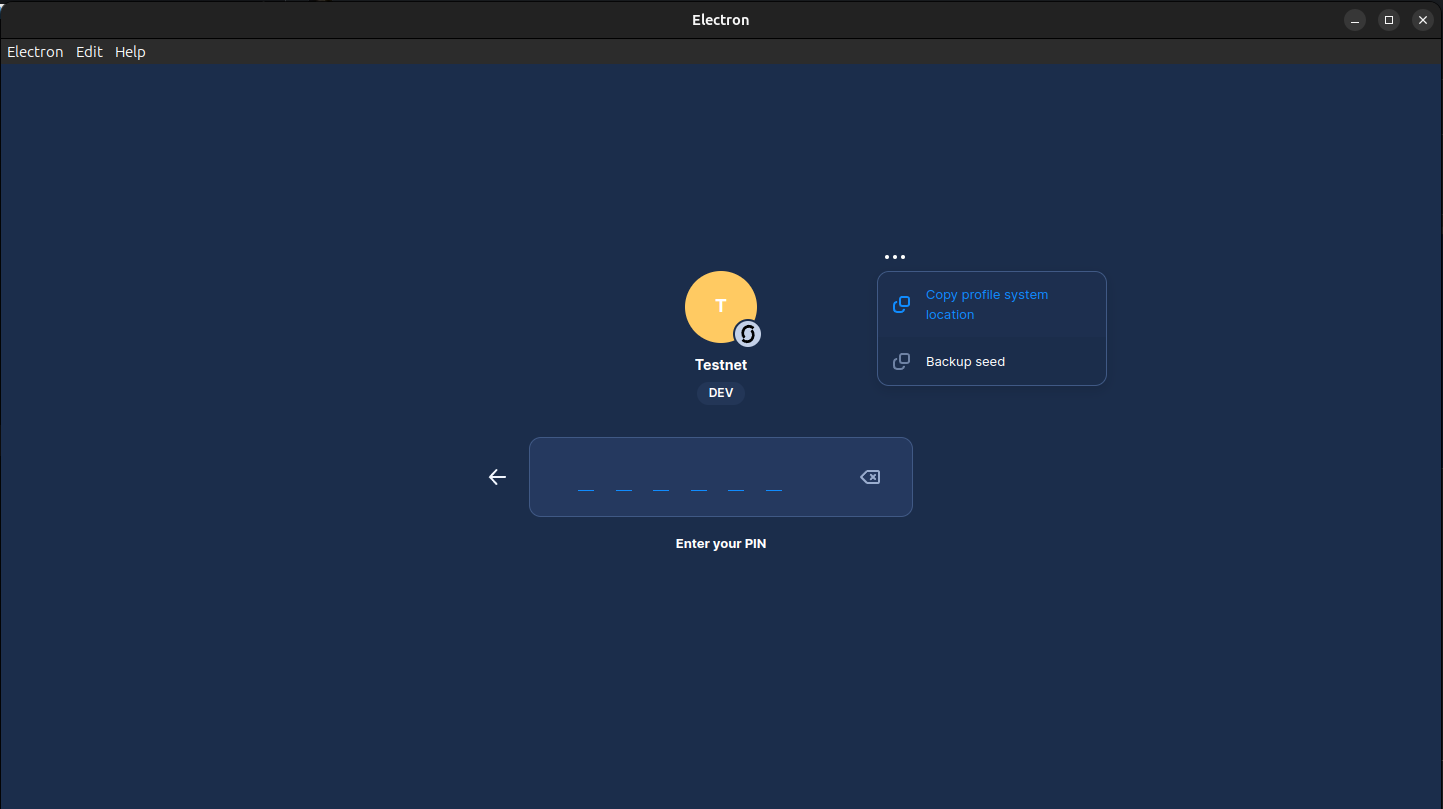 Electron
Electron Edit Help
T
Testnet
DEV
Copy profile system
location
Backup seed
Enter your PIN